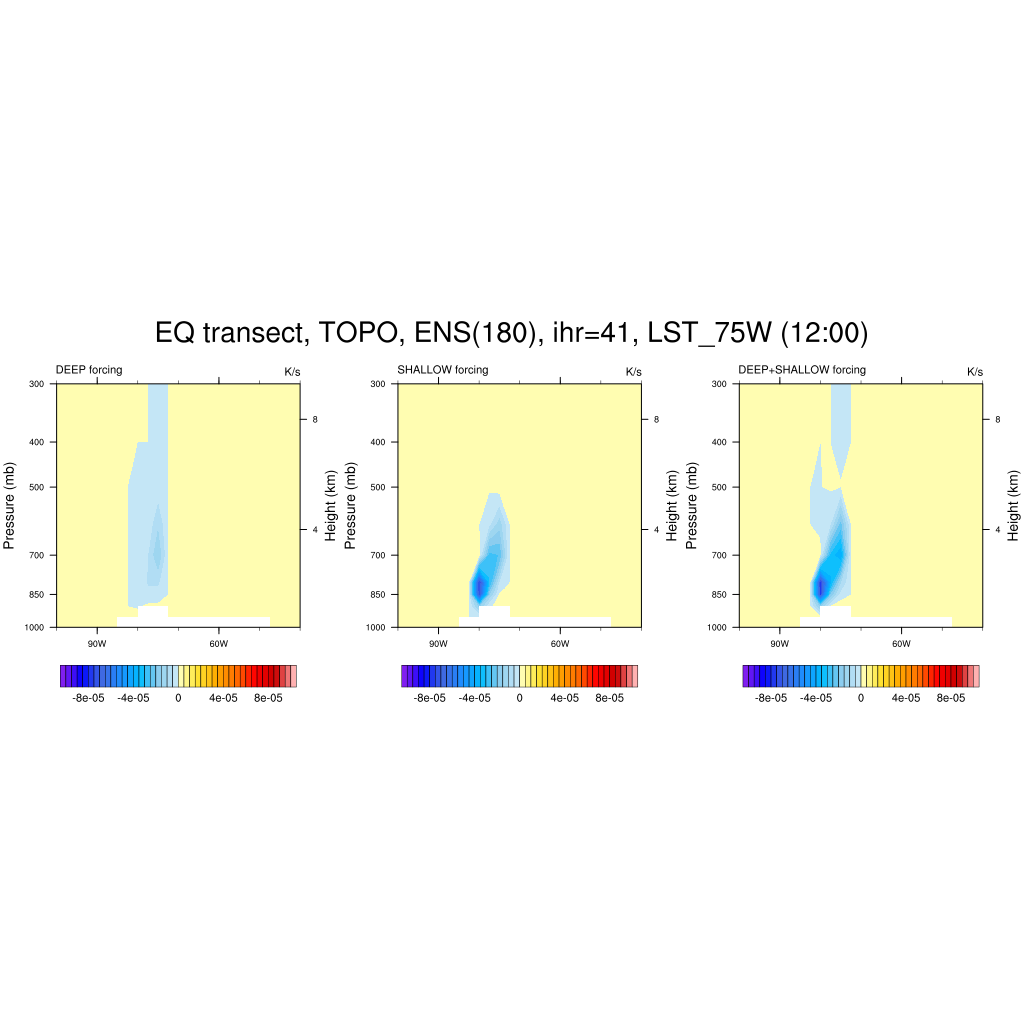 EQ transect, TOPO, ENS(180), ihr=41, LST_75W (12:00)
DEEP forcing K/s
300
400
500
700
850
1000
Pressure (mb)
8
4
Height (km)
90W 60W
-8e-05 -4e-05 0 4e-05 8e-05
SHALLOW forcing K/s
300
400
500
700
850
1000
Pressure (mb)
8
4
Height (km)
90W 60W
-8e-05 -4e-05 0 4e-05 8e-05
DEEP+SHALLOW forcing K/s
300
400
500
700
850
1000
Pressure (mb)
8
4
Height (km)
90W 60W
-8e-05 -4e-05 0 4e-05 8e-05